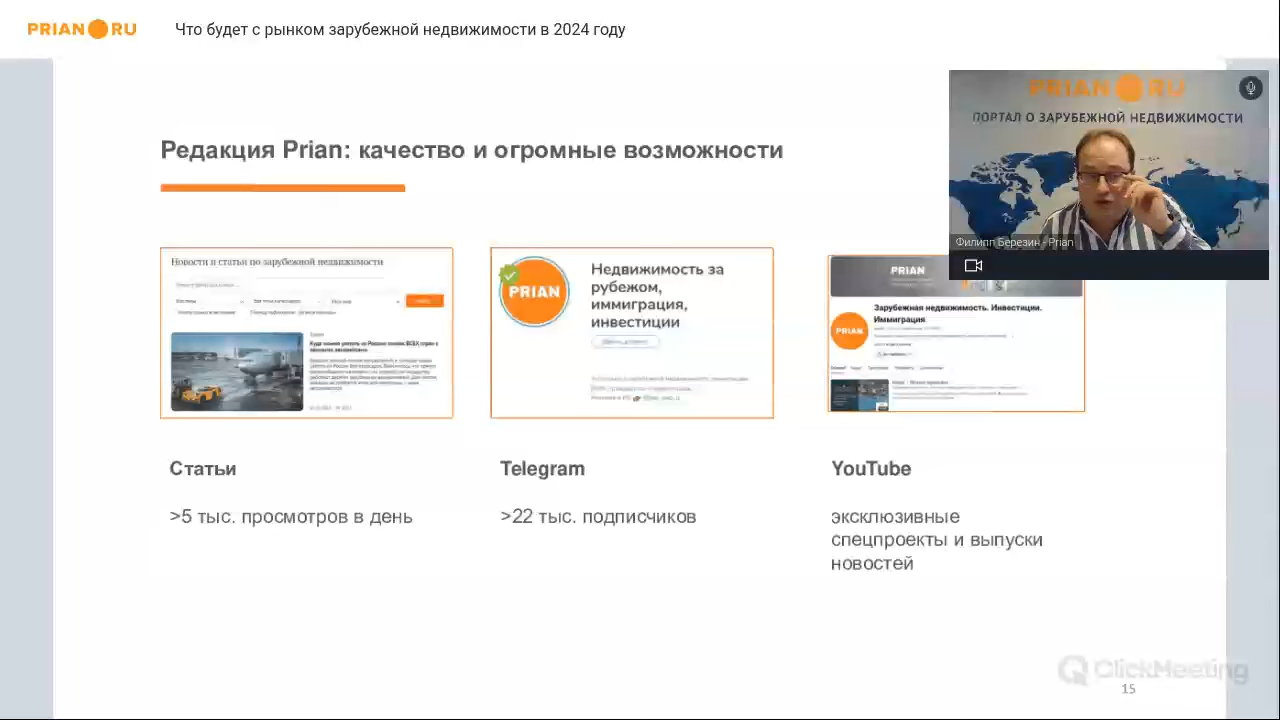 PRIAN RU
Что будет с рынком зарубежной недвижимости в 2024 году
PRIAN RU
ПОРТАЛ О ЗАРУБЕЖНОЙ НЕДВИЖИМОСТИ
Филипп Березин - Prian
Редакция Prian: качество и огромные возможности
Новости и статьи по зарубежной недвижимости
PRIAN
Недвижимость за
рубежом,
иммиграция,
инвестиции
PRIAN
PRIAN
Зарубежная недвижимость. Инвестиции.
Иммиграция
Статьи
>5 тыс. просмотров в день
Telegram
>22 тыс. подписчиков
YouTube
эксклюзивные
спецпроекты и выпуски
новостей
ClickMeeting
15